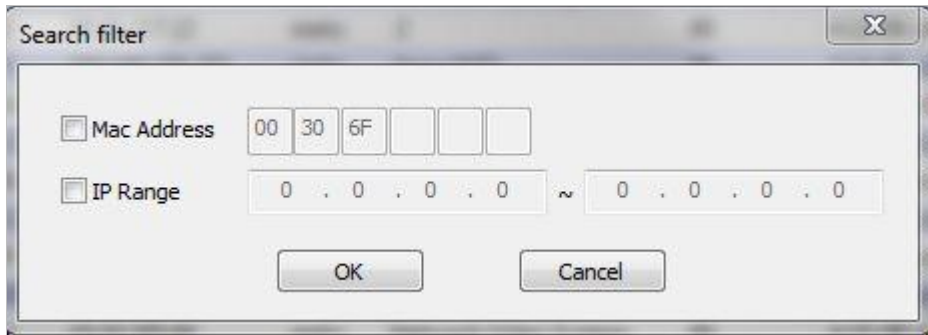 Search filter
Mac Address 00 30 6F
IP Range 0 . 0 . 0 . 0 ~ 0 . 0 . 0 . 0
OK Cancel